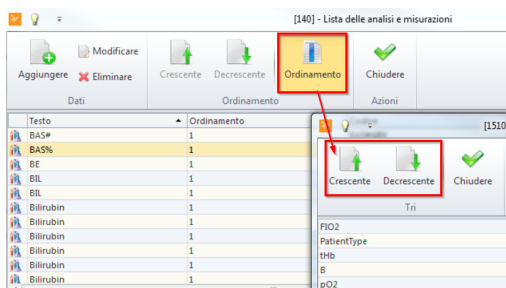 [140] - Lista delle analisi e misurazioni
Aggiungere
Modificare
Eliminare
Crescente
Decrescente
Ordinamento
Chiudere
Dati
Ordinamento
Azioni
Testo
Ordinamento
BAS#
1
BAS%
1
BE
1
BIL
1
BIL
1
Bilirubin
1
Bilirubin
1
Bilirubin
1
Bilirubin
1
Bilirubin
1
Bilirubin
1
[1510
Crescente
Decrescente
Chiudere
Tri
FIO2
PatientType
tHb
B
pO2